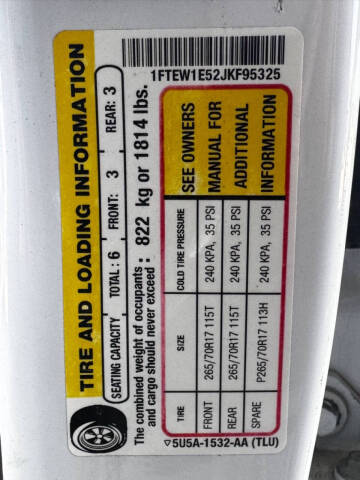 TIRE AND LOADING INFORMATION
SEATING CAPACITY TOTAL : 6 FRONT: 3 REAR: 3
The combined weight of occupants : 822 kg or 1814 lbs.
and cargo should never exceed :
TIRE SIZE COLD TIRE PRESSURE SEE OWNERS
FRONT 265/70R17 115T 240 KPA, 35 PSI MANUAL FOR
REAR 265/70R17 115T 240 KPA, 35 PSI ADDITIONAL
SPARE P265/70R17 113H 240 KPA, 35 PSI INFORMATION
▽5U5A-1532-AA (TLU)
1FTEW1E52JKF95325